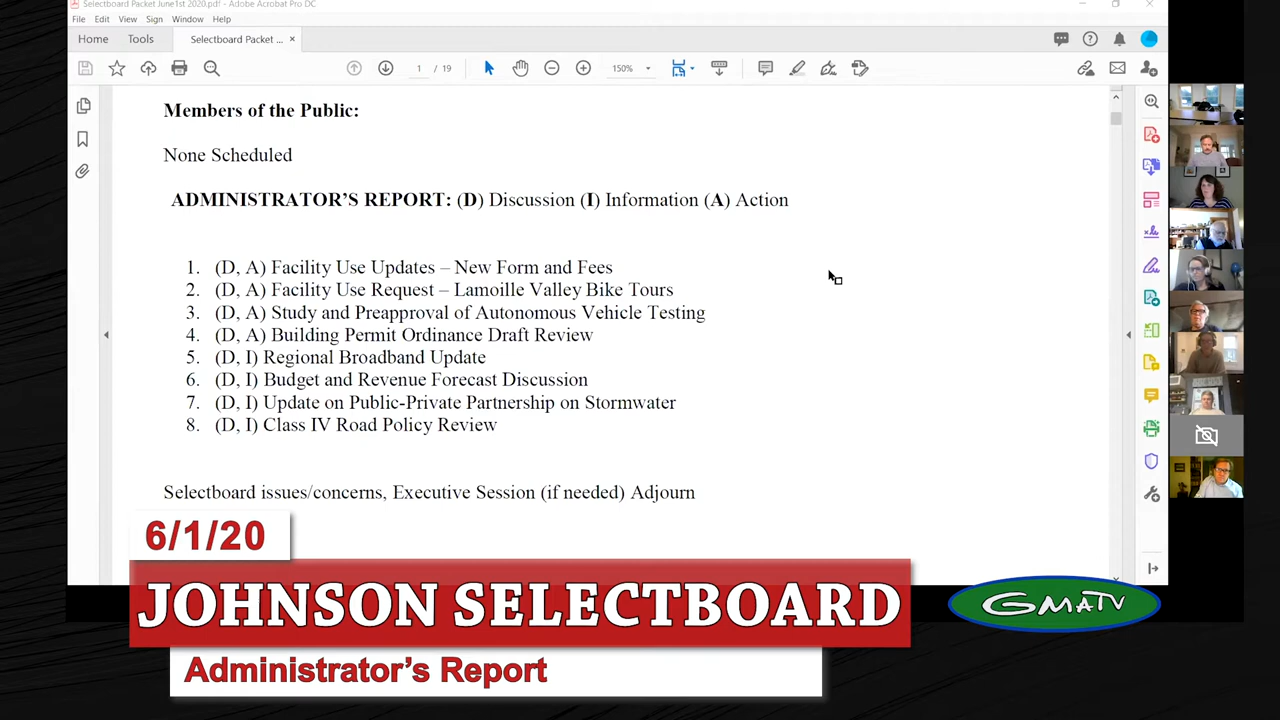 Selectboard Packet June1st 2020.pdf - Adobe Acrobat Pro DC
File Edit View Sign Window Help
Home Tools Selectboard Packet ... ×
1 / 19 150%
Members of the Public:
None Scheduled
ADMINISTRATOR'S REPORT: (D) Discussion (I) Information (A) Action
1. (D, A) Facility Use Updates – New Form and Fees
2. (D, A) Facility Use Request – Lamoille Valley Bike Tours
3. (D, A) Study and Preapproval of Autonomous Vehicle Testing
4. (D, A) Building Permit Ordinance Draft Review
5. (D, I) Regional Broadband Update
6. (D, I) Budget and Revenue Forecast Discussion
7. (D, I) Update on Public-Private Partnership on Stormwater
8. (D, I) Class IV Road Policy Review
Selectboard issues/concerns, Executive Session (if needed) Adjourn
6/1/20
JOHNSON SELECTBOARD
GMATV
Administrator's Report